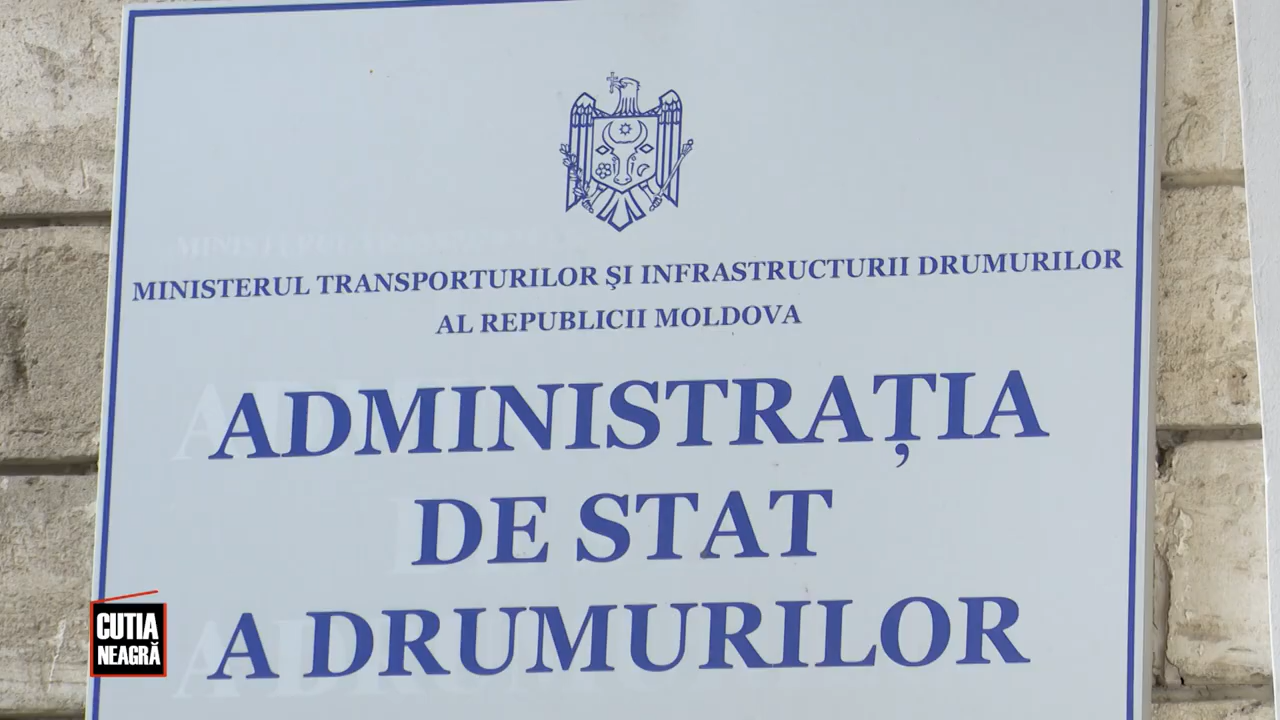 MINISTERUL TRANSPORTURILOR ŞI INFRASTRUCTURII DRUMURILOR
AL REPUBLICII MOLDOVA
ADMINISTRAȚIA
DE STAT
A DRUMURILOR
CUTIA
NEAGRĂ